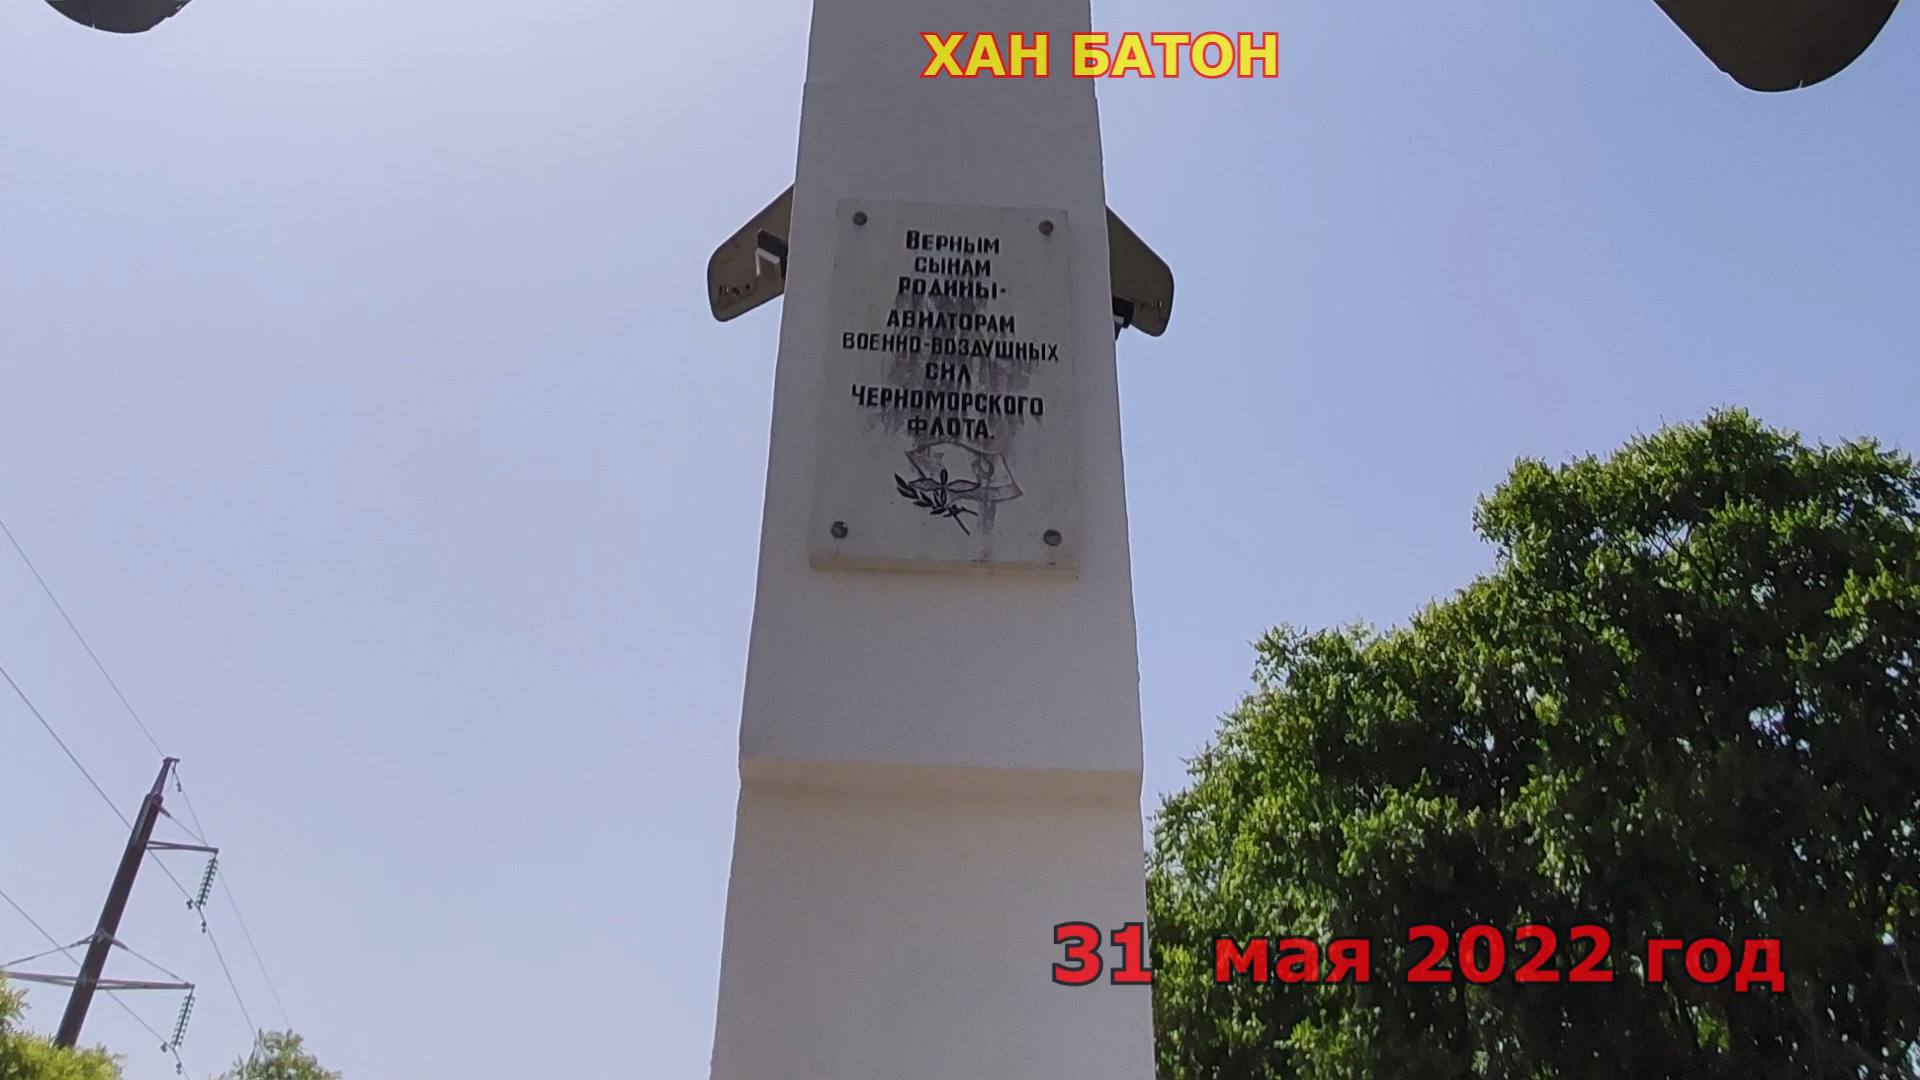 ХАН БАТОН
Верным
сынам
Родины-
авиаторам
военно-воздушных
сил
Черноморского
флота.
31 мая 2022 год